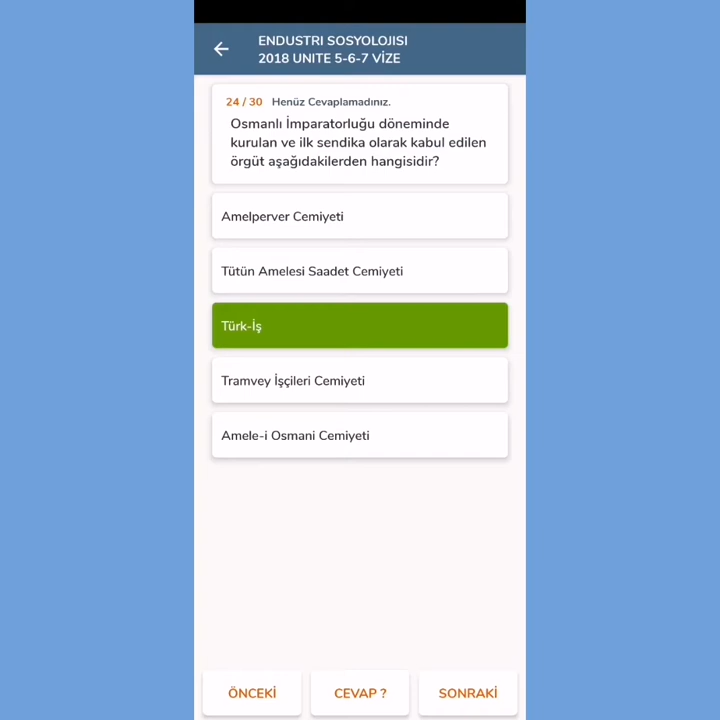 ENDUSTRI SOSYOLOJISI
2018 UNITE 5-6-7 VİZE
24 / 30 Henüz Cevaplamadınız.
Osmanlı İmparatorluğu döneminde
kurulan ve ilk sendika olarak kabul edilen
örgüt aşağıdakilerden hangisidir?
Amelperver Cemiyeti
Tütün Amelesi Saadet Cemiyeti
Türk-İş
Tramvey İşçileri Cemiyeti
Amele-i Osmani Cemiyeti
ÖNCEKİ CEVAP ? SONRAKİ